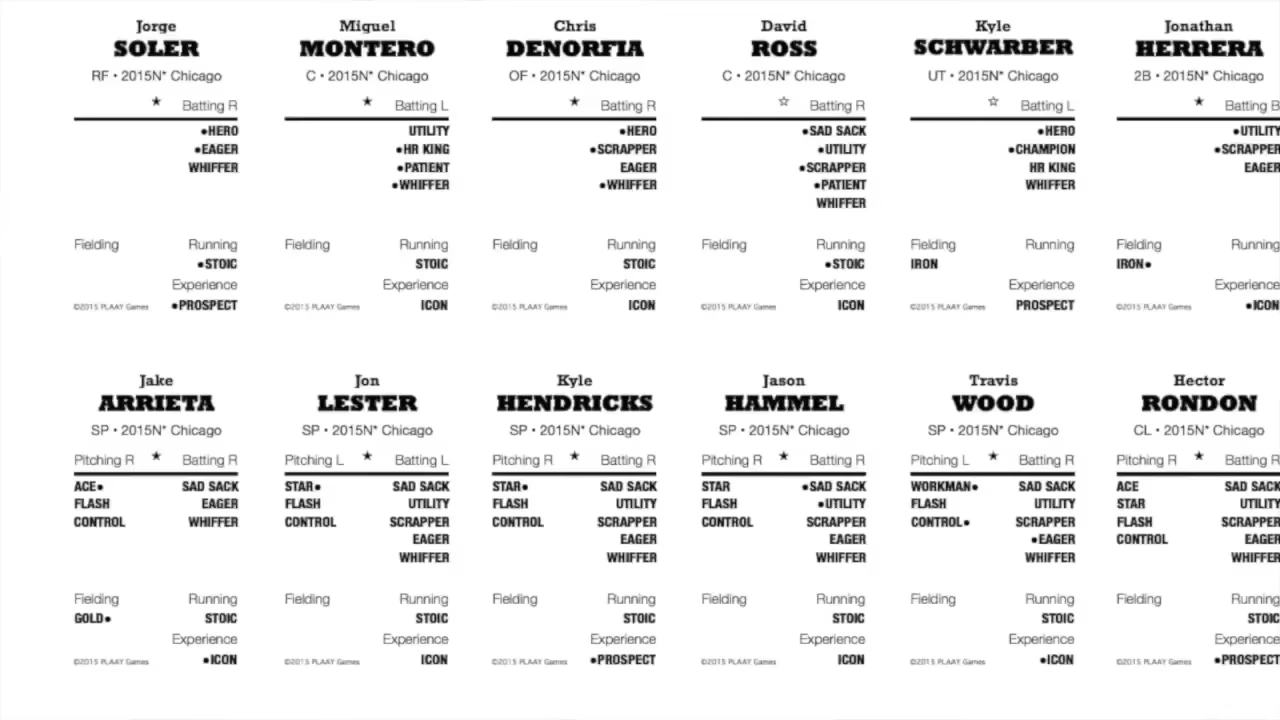 Jorge
SOLER
RF • 2015N* Chicago
★ Batting R
•HERO
•EAGER
WHIFFER
Fielding Running
•STOIC
Experience
©2015 PLAAY Games •PROSPECT
Miguel
MONTERO
C • 2015N* Chicago
★ Batting L
UTILITY
•HR KING
•PATIENT
•WHIFFER
Fielding Running
STOIC
Experience
©2015 PLAAY Games ICON
Chris
DENORFIA
OF • 2015N* Chicago
★ Batting R
•HERO
•SCRAPPER
EAGER
•WHIFFER
Fielding Running
STOIC
Experience
©2015 PLAAY Games ICON
David
ROSS
C • 2015N* Chicago
☆ Batting R
•SAD SACK
•UTILITY
•SCRAPPER
•PATIENT
WHIFFER
Fielding Running
•STOIC
Experience
©2015 PLAAY Games ICON
Kyle
SCHWARBER
UT • 2015N* Chicago
☆ Batting L
•HERO
•CHAMPION
HR KING
WHIFFER
Fielding Running
IRON
Experience
©2015 PLAAY Games PROSPECT
Jonathan
HERRERA
2B • 2015N* Chicago
★ Batting B
•UTILITY
•SCRAPPER
EAGER
Fielding Running
IRON•
Experience
©2015 PLAAY Games •ICON
Jake
ARRIETA
SP • 2015N* Chicago
Pitching R ★ Batting R
ACE• SAD SACK
FLASH EAGER
CONTROL WHIFFER
Fielding Running
GOLD• STOIC
Experience
©2015 PLAAY Games •ICON
Jon
LESTER
SP • 2015N* Chicago
Pitching L ★ Batting L
STAR• SAD SACK
FLASH UTILITY
CONTROL SCRAPPER
EAGER
WHIFFER
Fielding Running
STOIC
Experience
©2015 PLAAY Games ICON
Kyle
HENDRICKS
SP • 2015N* Chicago
Pitching R ★ Batting R
STAR• SAD SACK
FLASH UTILITY
CONTROL SCRAPPER
EAGER
WHIFFER
Fielding Running
STOIC
Experience
©2015 PLAAY Games •PROSPECT
Jason
HAMMEL
SP • 2015N* Chicago
Pitching R ★ Batting R
STAR •SAD SACK
FLASH •UTILITY
CONTROL SCRAPPER
EAGER
WHIFFER
Fielding Running
STOIC
Experience
©2015 PLAAY Games ICON
Travis
WOOD
SP • 2015N* Chicago
Pitching L ★ Batting R
WORKMAN• SAD SACK
FLASH UTILITY
CONTROL• SCRAPPER
•EAGER
WHIFFER
Fielding Running
STOIC
Experience
©2015 PLAAY Games •ICON
Hector
RONDON
CL • 2015N* Chicago
Pitching R ★ Batting R
ACE SAD SACK
STAR UTILITY
FLASH SCRAPPER
CONTROL EAGER
WHIFFER
Fielding Running
STOIC
Experience
©2015 PLAAY Games •PROSPECT